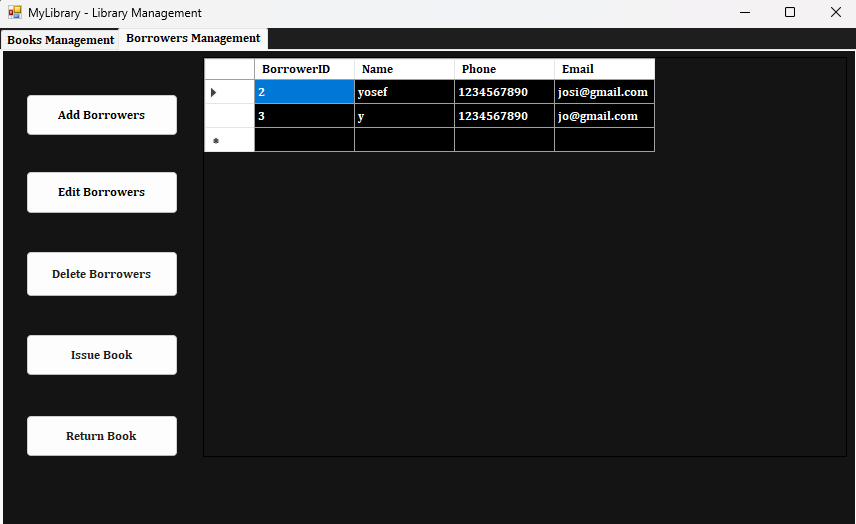 MyLibrary - Library Management
Books Management Borrowers Management
BorrowerID Name Phone Email
2 yosef 1234567890 josi@gmail.com
3 y 1234567890 jo@gmail.com
*
Add Borrowers
Edit Borrowers
Delete Borrowers
Issue Book
Return Book